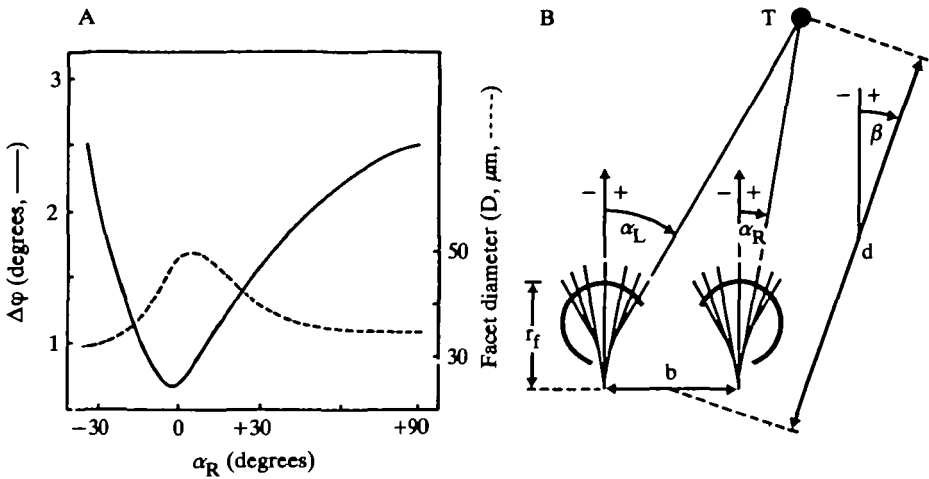 A
3
2
1
Δφ (degrees, ——)
50
30
Facet diameter (D, μm, -----)
−30
0
+30
+90
α_R (degrees)
B
T
− +
β
d
− +
α_L
− +
α_R
r_f
b